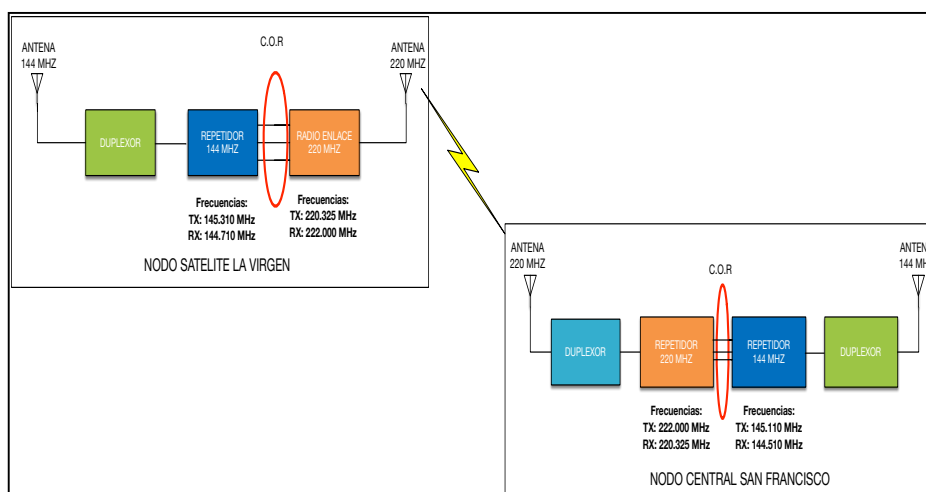 C.O.R
ANTENA
144 MHZ
ANTENA
220 MHZ
DUPLEXOR
REPETIDOR
144 MHZ
RADIO ENLACE
220 MHZ
Frecuencias:
TX: 145.310 MHz
RX: 144.710 MHz
Frecuencias:
TX: 220.325 MHz
RX: 222.000 MHz
NODO SATELITE LA VIRGEN
ANTENA
220 MHZ
C.O.R
ANTENA
144 MHZ
DUPLEXOR
REPETIDOR
220 MHZ
REPETIDOR
144 MHZ
DUPLEXOR
Frecuencias:
TX: 222.000 MHz
RX: 220.325 MHz
Frecuencias:
TX: 145.110 MHz
RX: 144.510 MHz
NODO CENTRAL SAN FRANCISCO